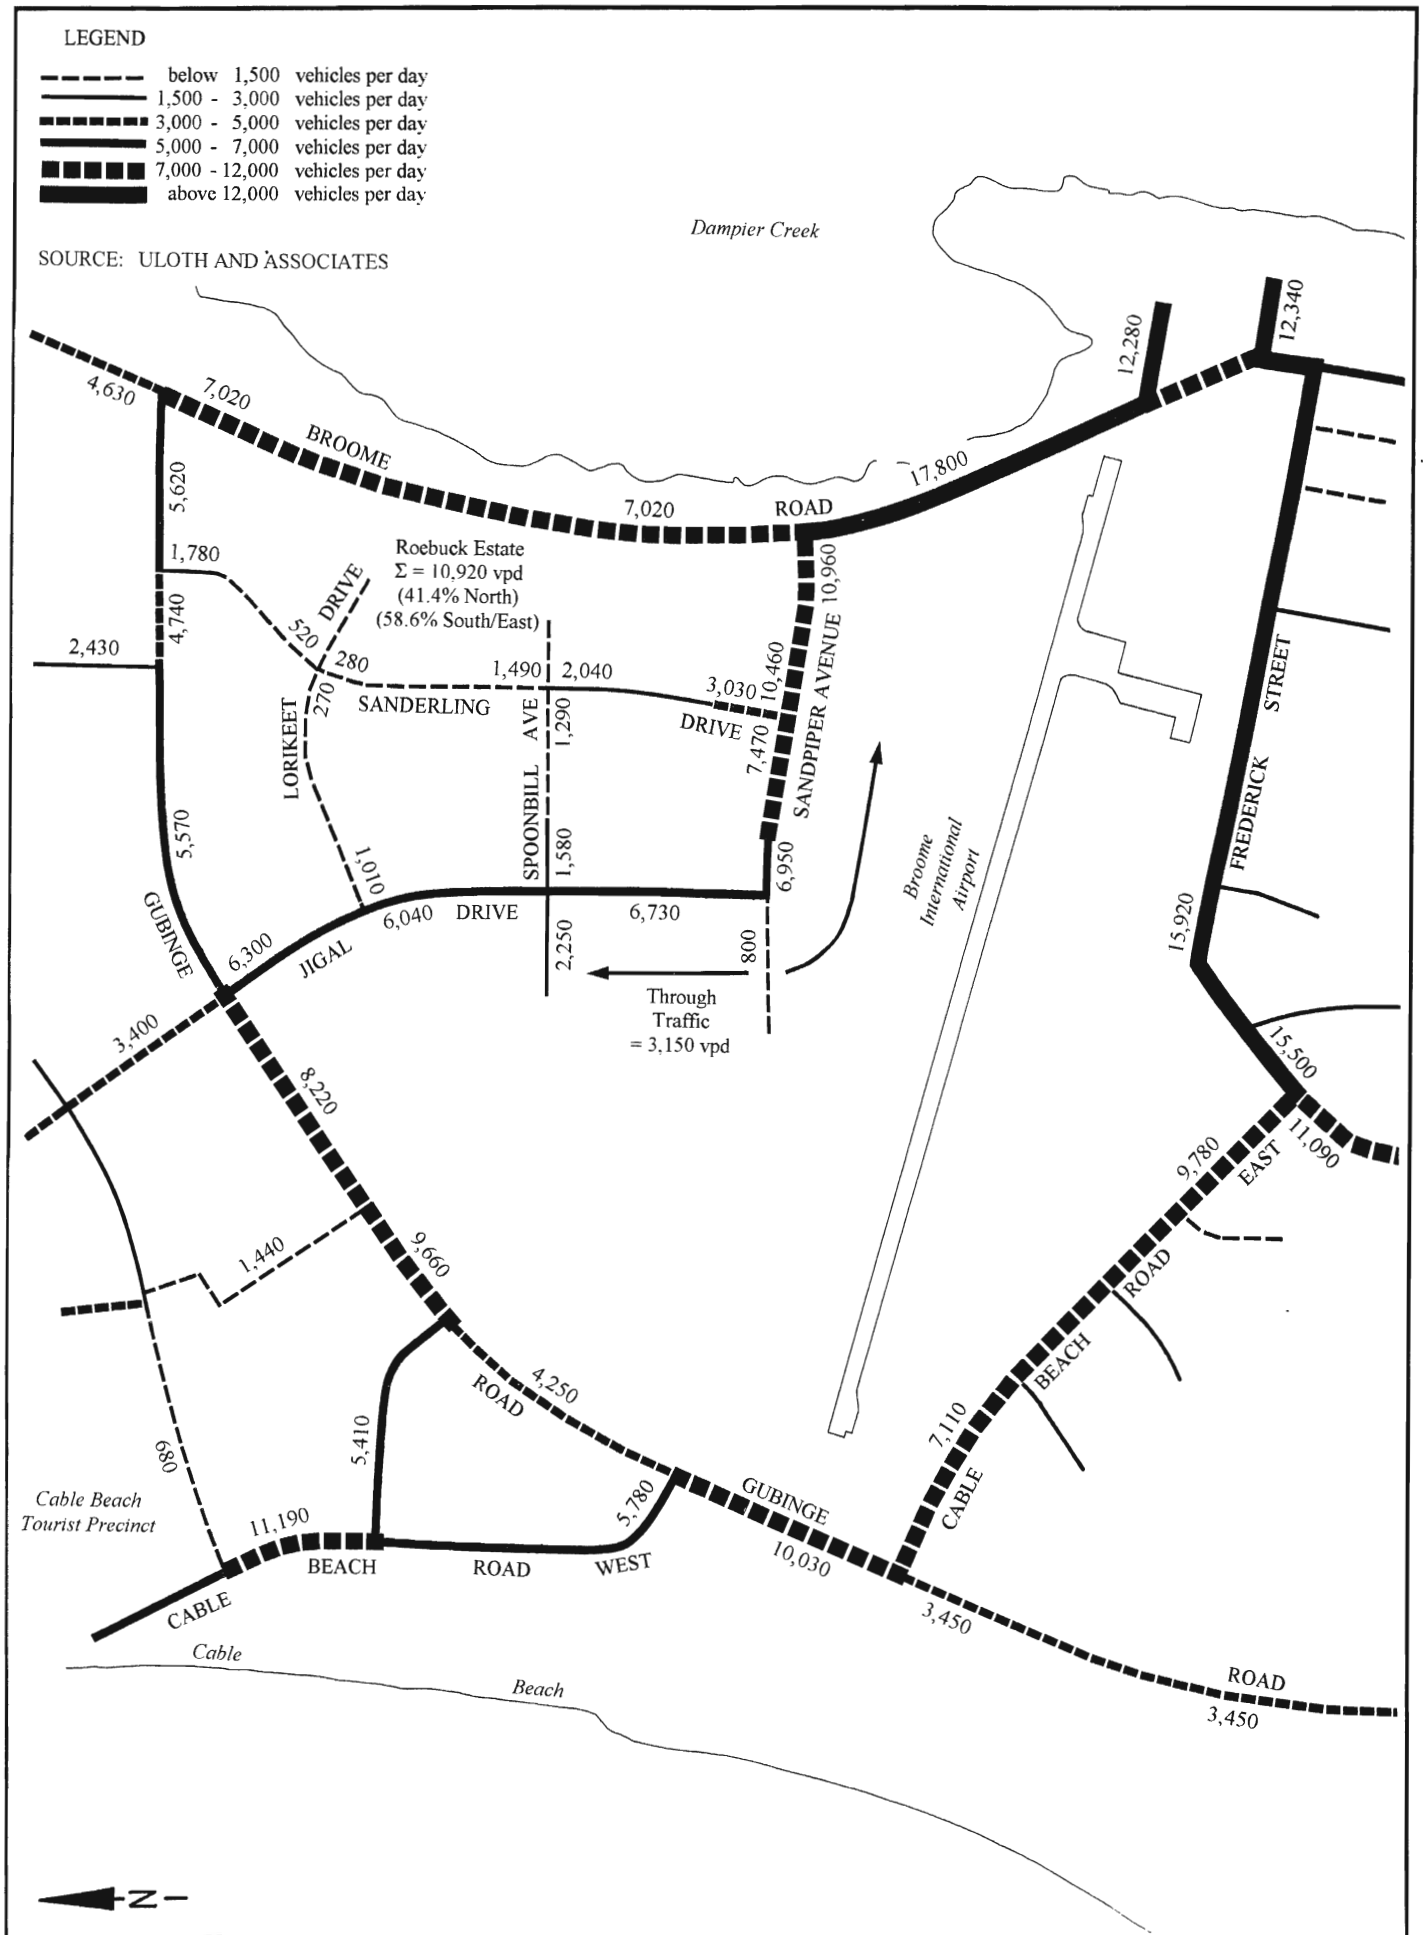 LEGEND
below 1,500 vehicles per day
1,500 - 3,000 vehicles per day
3,000 - 5,000 vehicles per day
5,000 - 7,000 vehicles per day
7,000 - 12,000 vehicles per day
above 12,000 vehicles per day
SOURCE: ULOTH AND ASSOCIATES
Dampier Creek
12,280
12,340
4,630
7,020
BROOME
7,020
ROAD
17,800
5,620
1,780
4,740
2,430
5,570
GUBINGE
Roebuck Estate
Σ = 10,920 vpd
(41.4% North)
(58.6% South/East)
DRIVE
520
280
270
LORIKEET
1,010
SANDERLING
1,490
2,040
3,030
DRIVE
SPOONBILL AVE
1,290
1,580
2,250
10,960
10,460
7,470
SANDPIPER AVENUE
6,950
800
6,300
JIGAL
6,040
DRIVE
6,730
Through
Traffic
= 3,150 vpd
Broome
International
Airport
FREDERICK STREET
15,920
15,500
11,090
9,780
EAST
ROAD
BEACH
7,110
CABLE
3,400
8,220
1,440
9,660
680
5,410
ROAD
4,250
5,780
GUBINGE
10,030
3,450
ROAD
3,450
Cable Beach
Tourist Precinct
11,190
CABLE
BEACH
ROAD
WEST
Cable
Beach
N